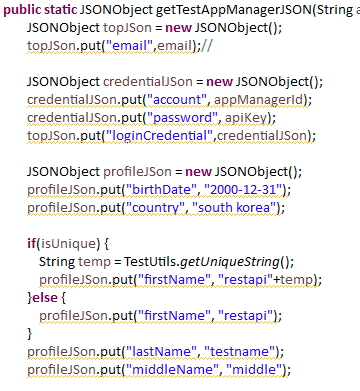 public static JSONObject getTestAppManagerJSON(String
JSONObject topJSon = new JSONObject();
topJSon.put("email",email);//
JSONObject credentialJSon = new JSONObject();
credentialJSon.put("account", appManagerId);
credentialJSon.put("password", apiKey);
topJSon.put("loginCredential",credentialJSon);
JSONObject profileJson = new JSONObject();
profileJson.put("birthDate", "2000-12-31");
profileJson.put("country", "south korea");
if(isUnique) {
String temp = TestUtils.getUniqueString();
profileJson.put("firstName", "restapi"+temp);
}else {
profileJson.put("firstName", "restapi");
}
profileJson.put("lastName", "testname");
profileJson.put("middleName", "middle");